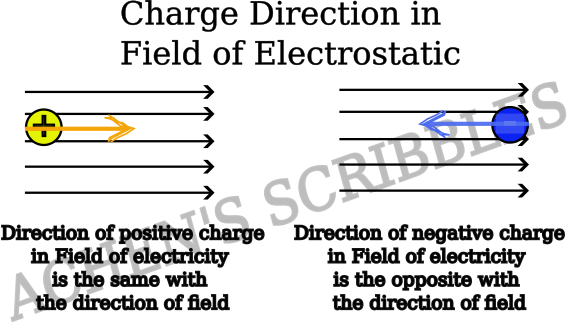 Charge Direction in
Field of Electrostatic
+
Direction of positive charge
in Field of electricity
is the same with
the direction of field
Direction of negative charge
in Field of electricity
is the opposite with
the direction of field
ACHEN'S SCRIBBLES